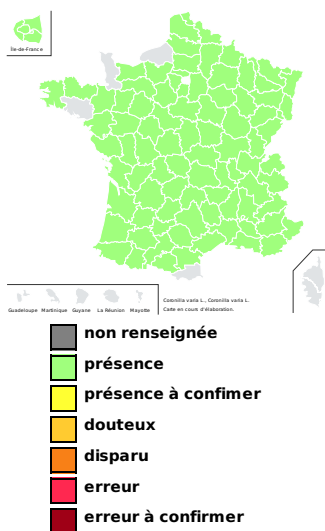 Île-de-France
Guadeloupe Martinique Guyane La Réunion Mayotte
Coronilla varia L., Coronilla varia L.
Carte en cours d'élaboration.
non renseignée
présence
présence à confimer
douteux
disparu
erreur
erreur à confirmer